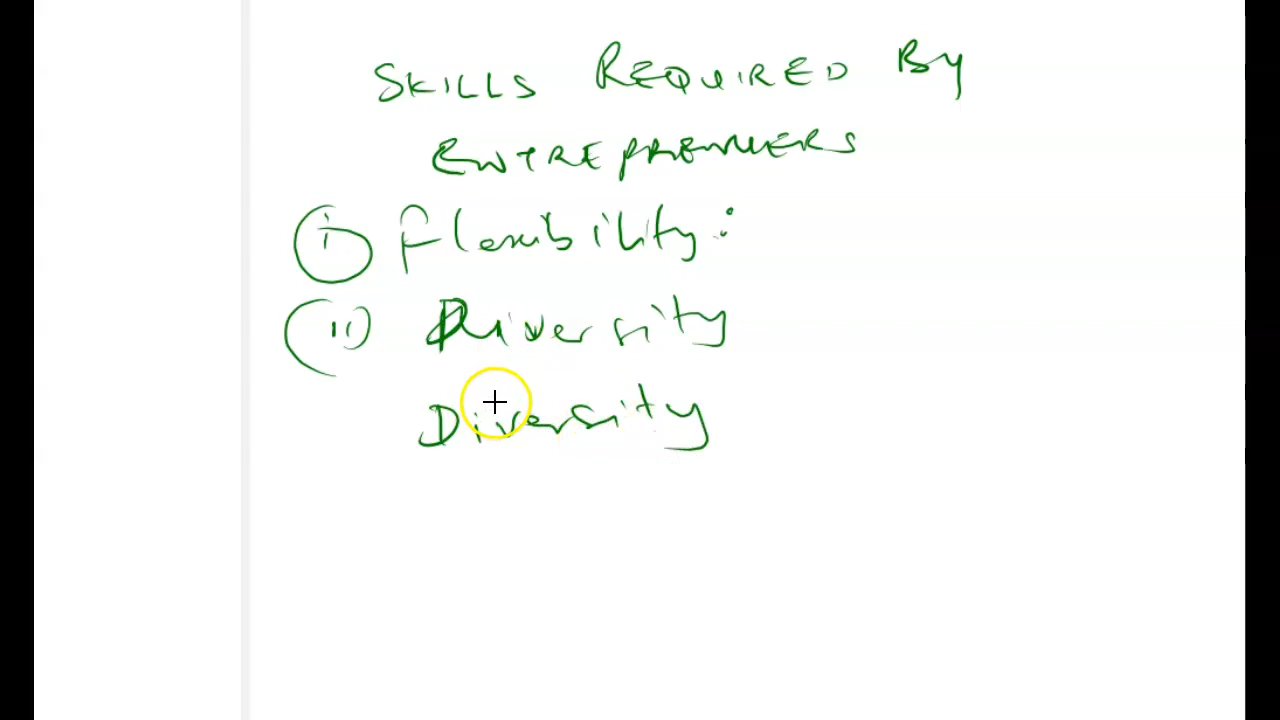 SKILLS REQUIRED By
ENTREPRENUERS
(i) flexibility:
(ii) Diversity
Diversity